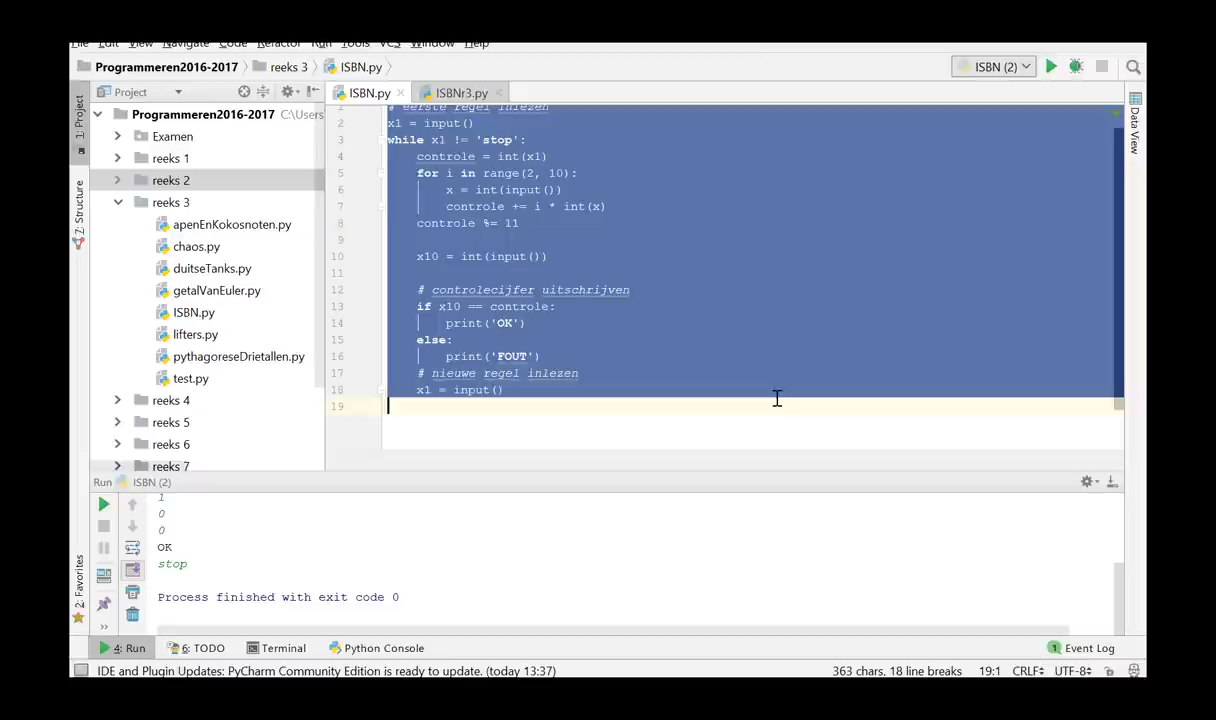 File Edit View Navigate Code Refactor Run Tools VCS Window Help
Programmeren2016-2017 reeks 3 ISBN.py ISBN (2)
Project ISBN.py ISBNr3.py
1: Project
Z: Structure
2: Favorites
Data View
Programmeren2016-2017 C:\Users
Examen
reeks 1
reeks 2
reeks 3
apenEnKokosnoten.py
chaos.py
duitseTanks.py
getalVanEuler.py
ISBN.py
lifters.py
pythagoreseDrietallen.py
test.py
reeks 4
reeks 5
reeks 6
reeks 7
1 # eerste regel inlezen
2 x1 = input()
3 while x1 != 'stop':
4 controle = int(x1)
5 for i in range(2, 10):
6 x = int(input())
7 controle += i * int(x)
8 controle %= 11
9
10 x10 = int(input())
11
12 # controlecijfer uitschrijven
13 if x10 == controle:
14 print('OK')
15 else:
16 print('FOUT')
17 # nieuwe regel inlezen
18 x1 = input()
19
Run ISBN (2)
1
0
0
OK
stop
Process finished with exit code 0
4: Run 6: TODO Terminal Python Console 1 Event Log
IDE and Plugin Updates: PyCharm Community Edition is ready to update. (today 13:37) 363 chars, 18 line breaks 19:1 CRLF UTF-8